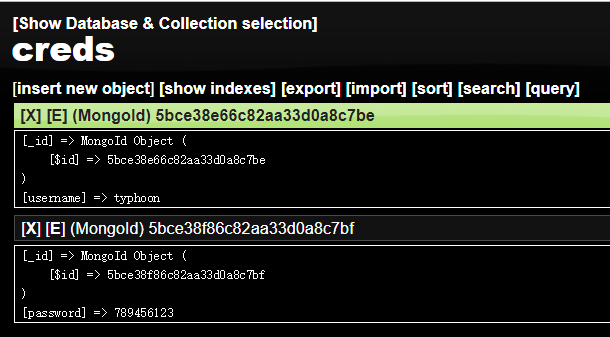 [Show Database & Collection selection]
creds
[insert new object] [show indexes] [export] [import] [sort] [search] [query]
[X] [E] (MongoId) 5bce38e66c82aa33d0a8c7be
[_id] => MongoId Object (
[$id] => 5bce38e66c82aa33d0a8c7be
)
[username] => typhoon
[X] [E] (MongoId) 5bce38f86c82aa33d0a8c7bf
[_id] => MongoId Object (
[$id] => 5bce38f86c82aa33d0a8c7bf
)
[password] => 789456123